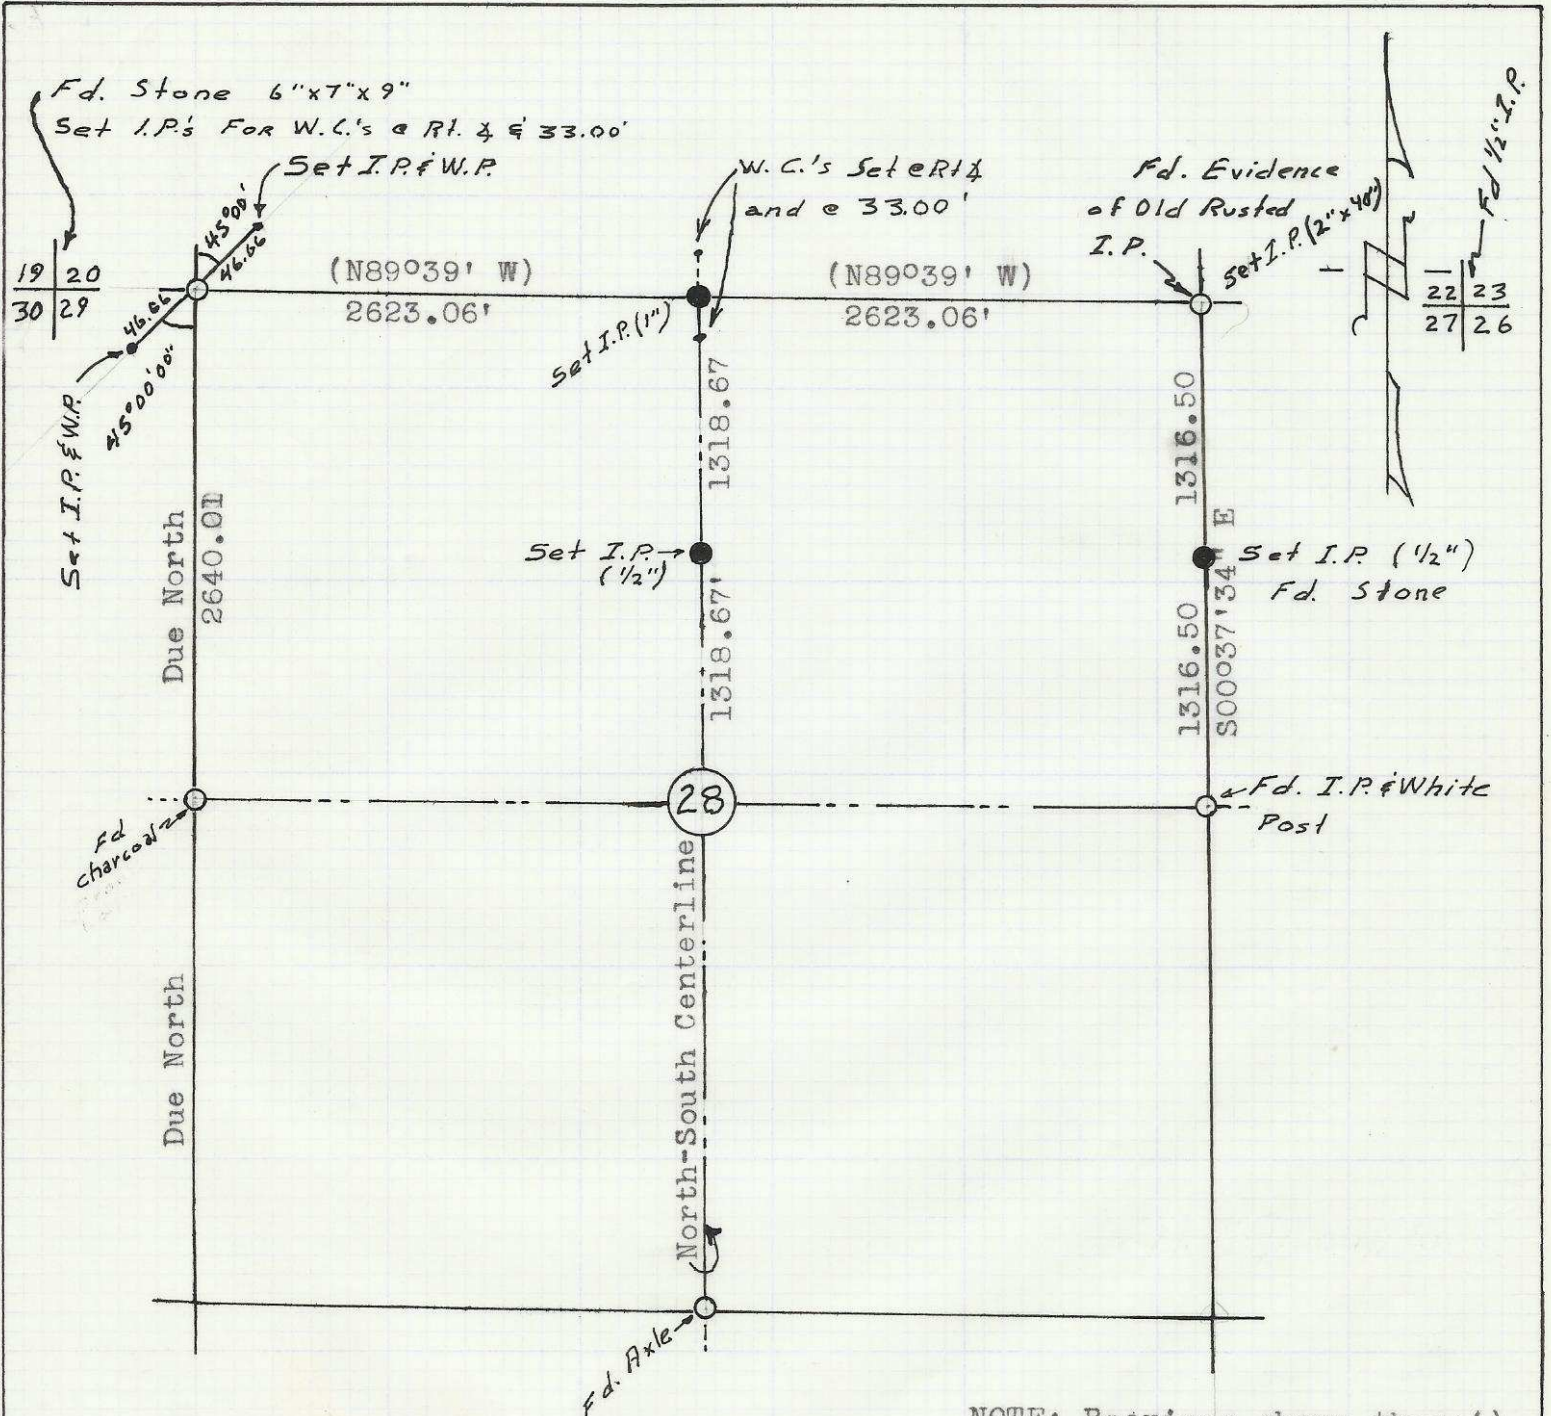 Fd. Stone 6"x7"x9"
Set I.P.'s FOR W.C.'s @ Rt. ∡ & 33.00'
Set I.P. & W.P.
45°00'
46.66
19 20
30 29
46.66
45°00'00"
Set I.P. & W.P.
(N89°39' W)
2623.06'
W.C.'s Set @ Rt ∡
and @ 33.00'
Set I.P. (1")
(N89°39' W)
2623.06'
Fd. Evidence
of Old Rusted
I.P.
Set I.P. (2"x40")
N
Fd 1/2" I.P.
22 23
27 26
Due North
2640.01
1318.67
Set I.P.
(1/2")
1318.67'
1316.50
Set I.P. (1/2")
Fd. Stone
1316.50
S00°37'34" E
Fd
charcoal
28
Fd. I.P. & White
Post
Due North
North-South Centerline
Fd. Axle